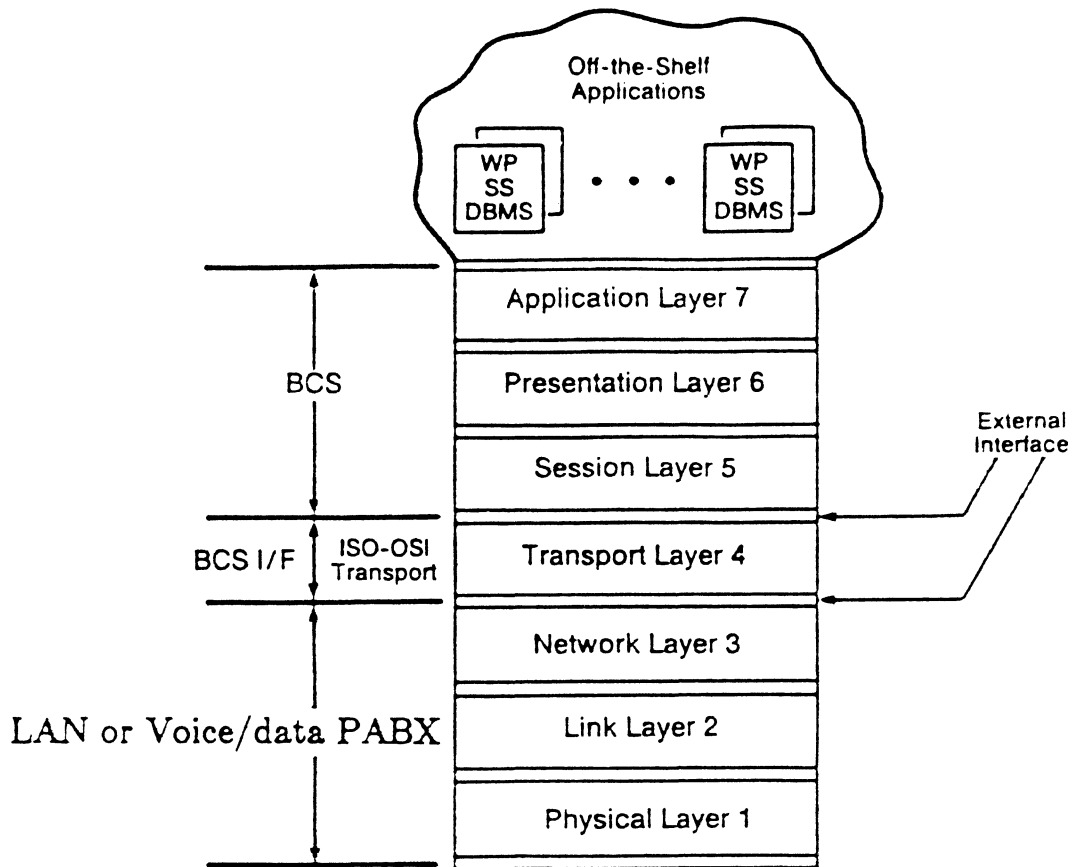 Off-the-Shelf
Applications
WP
SS
DBMS
• • •
WP
SS
DBMS
Application Layer 7
BCS
Presentation Layer 6
External
Interface
Session Layer 5
BCS I/F
ISO-OSI
Transport
Transport Layer 4
Network Layer 3
LAN or Voice/data PABX
Link Layer 2
Physical Layer 1